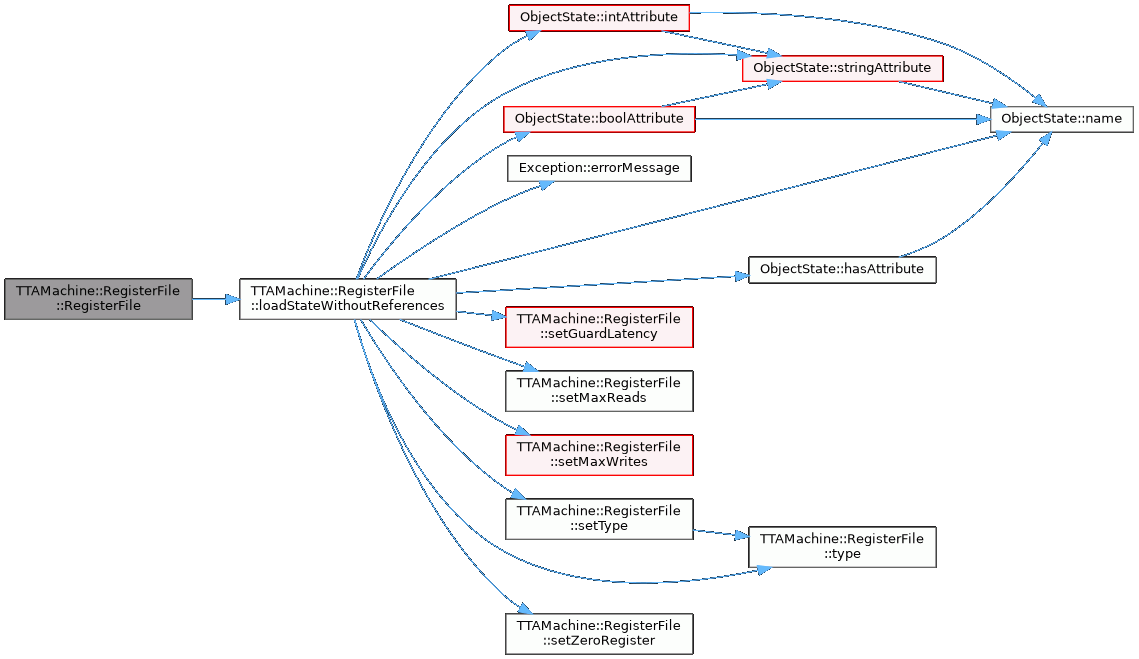 TTAMachine::RegisterFile
::RegisterFile
TTAMachine::RegisterFile
::loadStateWithoutReferences
ObjectState::intAttribute
ObjectState::stringAttribute
ObjectState::boolAttribute
ObjectState::name
Exception::errorMessage
ObjectState::hasAttribute
TTAMachine::RegisterFile
::setGuardLatency
TTAMachine::RegisterFile
::setMaxReads
TTAMachine::RegisterFile
::setMaxWrites
TTAMachine::RegisterFile
::setType
TTAMachine::RegisterFile
::type
TTAMachine::RegisterFile
::setZeroRegister